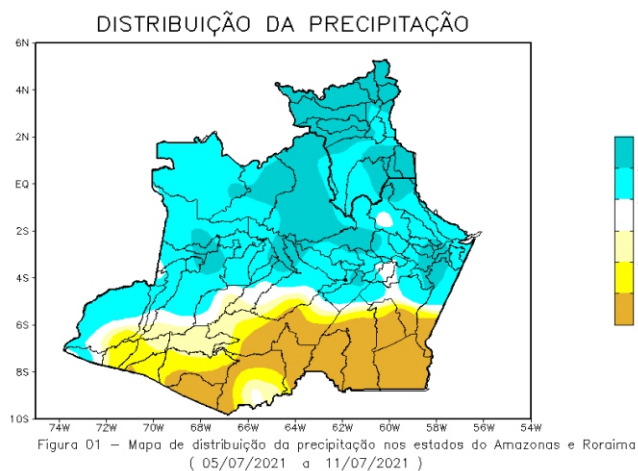 DISTRIBUIÇÃO DA PRECIPITAÇÃO
6N
4N
2N
EQ
2S
4S
6S
8S
10S
74W 72W 70W 68W 66W 64W 62W 60W 58W 56W 54W
Figura 01 – Mapa de distribuição da precipitação nos estados do Amazonas e Roraima
( 05/07/2021 a 11/07/2021 )